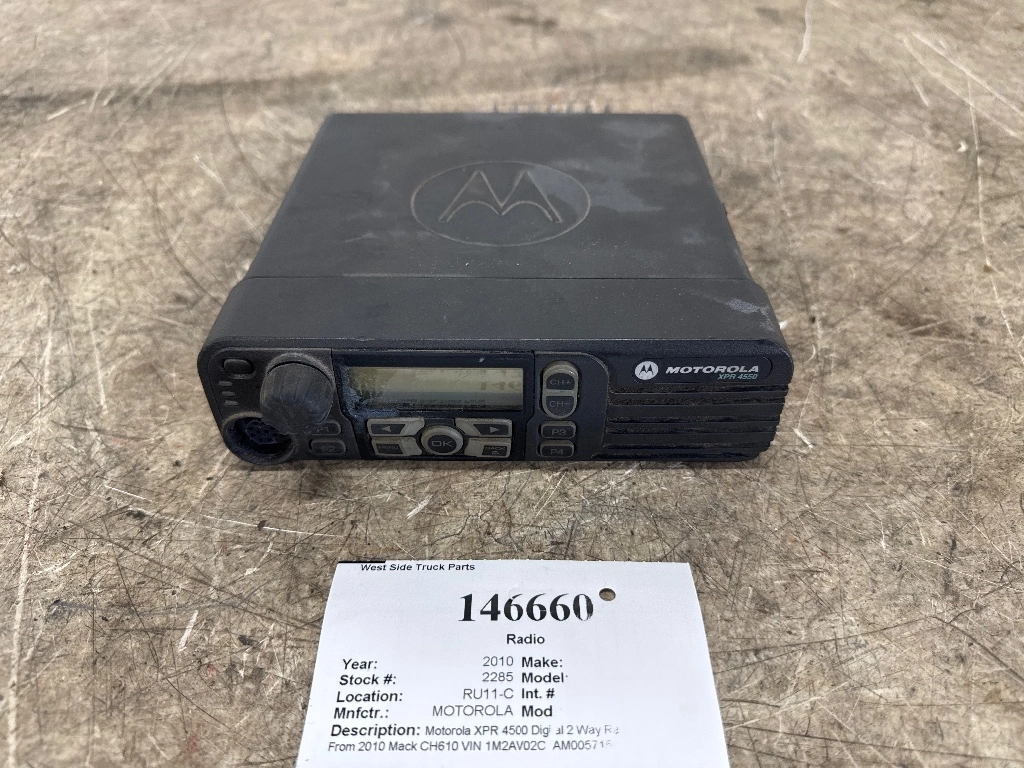 MOTOROLA
XPR 4550
CH+
CH-
OK
P3
P4
West Side Truck Parts
146660
Radio
Year: 2010 Make:
Stock #: 2285 Model:
Location: RU11-C Int. #
Mnfctr.: MOTOROLA Mod
Description: Motorola XPR 4500 Digital 2 Way
From 2010 Mack CH610 VIN 1M2AV02C AM005715